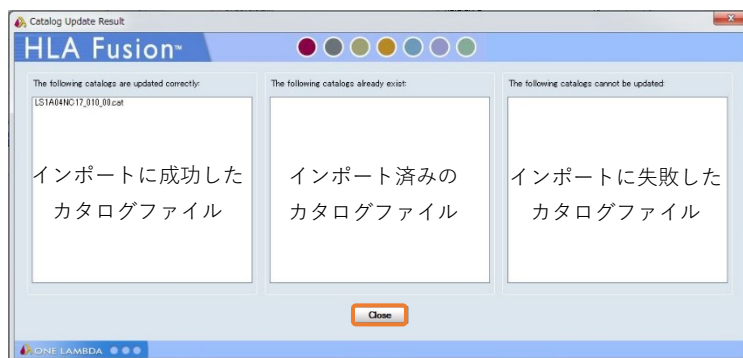 Catalog Update Result
HLA Fusion™
The following catalogs are updated correctly:
The following catalogs already exist:
The following catalogs cannot be updated:
LS1A04NC17_010_00.cat
インポートに成功した
カタログファイル
インポート済みの
カタログファイル
インポートに失敗した
カタログファイル
Close
ONE LAMBDA